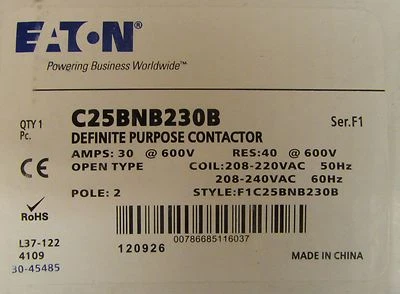 EATON
Powering Business Worldwide™
QTY 1 C25BNB230B Ser.F1
Pc. DEFINITE PURPOSE CONTACTOR
AMPS: 30 @ 600V RES:40 @ 600V
CE OPEN TYPE COIL:208-220VAC 50Hz
208-240VAC 60Hz
POLE: 2 STYLE:F1C25BNB230B
RoHS
L37-122 00786685116037
4109 120926 MADE IN CHINA
30-45485